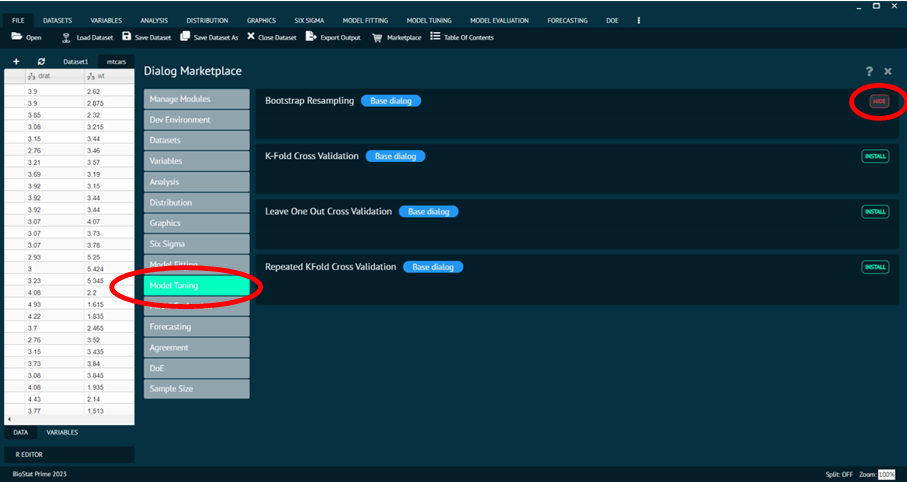 FILE DATASETS VARIABLES ANALYSIS DISTRIBUTION GRAPHICS SIX SIGMA MODEL FITTING MODEL TUNING MODEL EVALUATION FORECASTING DOE
Open Load Dataset Save Dataset Save Dataset As Close Dataset Export Output Marketplace Table Of Contents
Dataset1 mtcars
drat wt
3.9 2.62
3.9 2.875
3.85 2.32
3.08 3.215
3.15 3.44
2.76 3.46
3.21 3.57
3.69 3.19
3.92 3.15
3.92 3.44
3.92 3.44
3.07 4.07
3.07 3.73
3.07 3.78
2.93 5.25
3 5.424
3.23 5.345
4.08 2.2
4.93 1.615
4.22 1.835
3.7 2.465
2.76 3.52
3.15 3.435
3.73 3.84
3.08 3.845
4.08 1.935
4.43 2.14
3.77 1.513
DATA VARIABLES
R EDITOR
Dialog Marketplace
Manage Modules
Dev Environment
Datasets
Variables
Analysis
Distribution
Graphics
Six Sigma
Model Fitting
Model Tuning
Forecasting
Agreement
DoE
Sample Size
Bootstrap Resampling Base dialog HIDE
K-Fold Cross Validation Base dialog INSTALL
Leave One Out Cross Validation Base dialog INSTALL
Repeated KFold Cross Validation Base dialog INSTALL
BioStat Prime 2023 Split: OFF Zoom: 100%